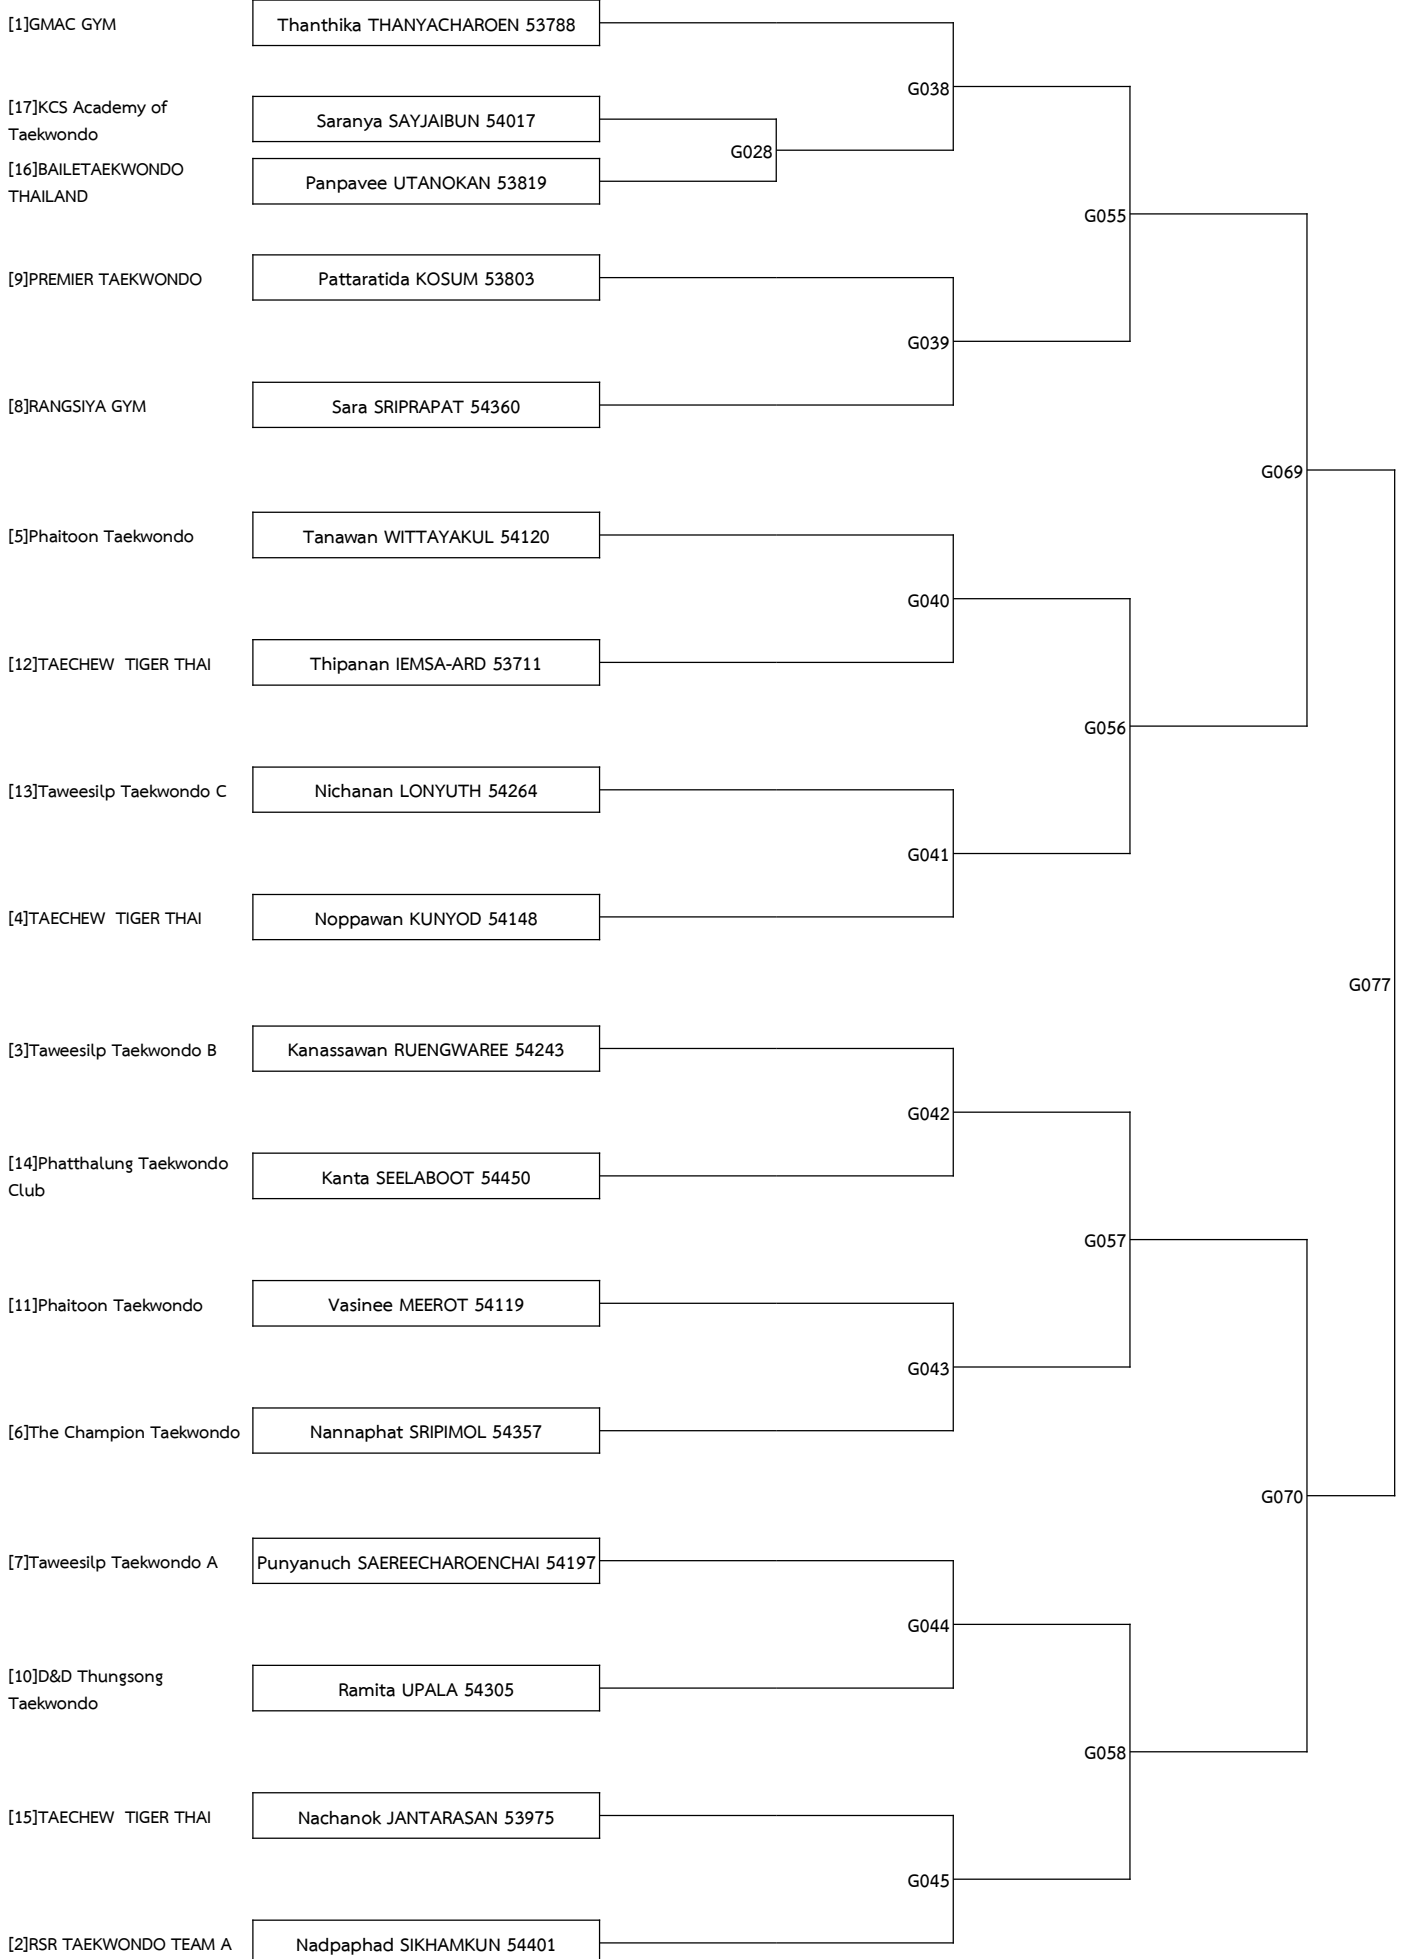 [1]GMAC GYM
Thanthika THANYACHAROEN 53788
G038
[17]KCS Academy of
Taekwondo
Saranya SAYJAIBUN 54017
G028
[16]BAILETAEKWONDO
THAILAND
Panpavee UTANOKAN 53819
G055
[9]PREMIER TAEKWONDO
Pattaratida KOSUM 53803
G039
[8]RANGSIYA GYM
Sara SRIPRAPAT 54360
G069
[5]Phaitoon Taekwondo
Tanawan WITTAYAKUL 54120
G040
[12]TAECHEW  TIGER THAI
Thipanan IEMSA-ARD 53711
G056
[13]Taweesilp Taekwondo C
Nichanan LONYUTH 54264
G041
[4]TAECHEW  TIGER THAI
Noppawan KUNYOD 54148
G077
[3]Taweesilp Taekwondo B
Kanassawan RUENGWAREE 54243
G042
[14]Phatthalung Taekwondo
Club
Kanta SEELABOOT 54450
G057
[11]Phaitoon Taekwondo
Vasinee MEEROT 54119
G043
[6]The Champion Taekwondo
Nannaphat SRIPIMOL 54357
G070
[7]Taweesilp Taekwondo A
Punyanuch SAEREECHAROENCHAI 54197
G044
[10]D&D Thungsong
Taekwondo
Ramita UPALA 54305
G058
[15]TAECHEW  TIGER THAI
Nachanok JANTARASAN 53975
G045
[2]RSR TAEKWONDO TEAM A
Nadpaphad SIKHAMKUN 54401